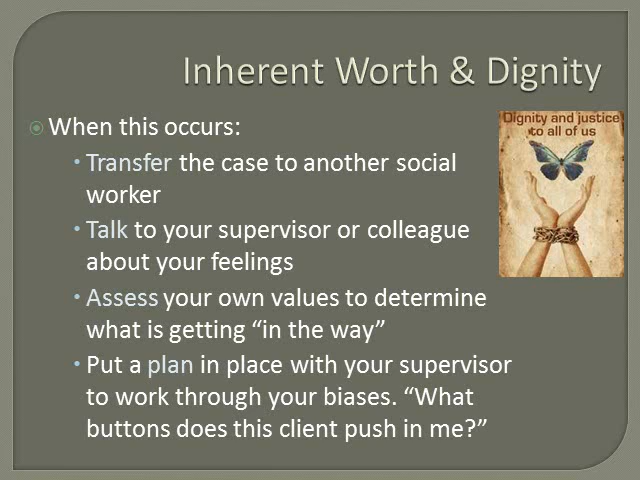 Inherent Worth & Dignity
When this occurs:
Transfer the case to another social
worker
Talk to your supervisor or colleague
about your feelings
Assess your own values to determine
what is getting “in the way”
Put a plan in place with your supervisor
to work through your biases. “What
buttons does this client push in me?”
Dignity and justice
to all of us